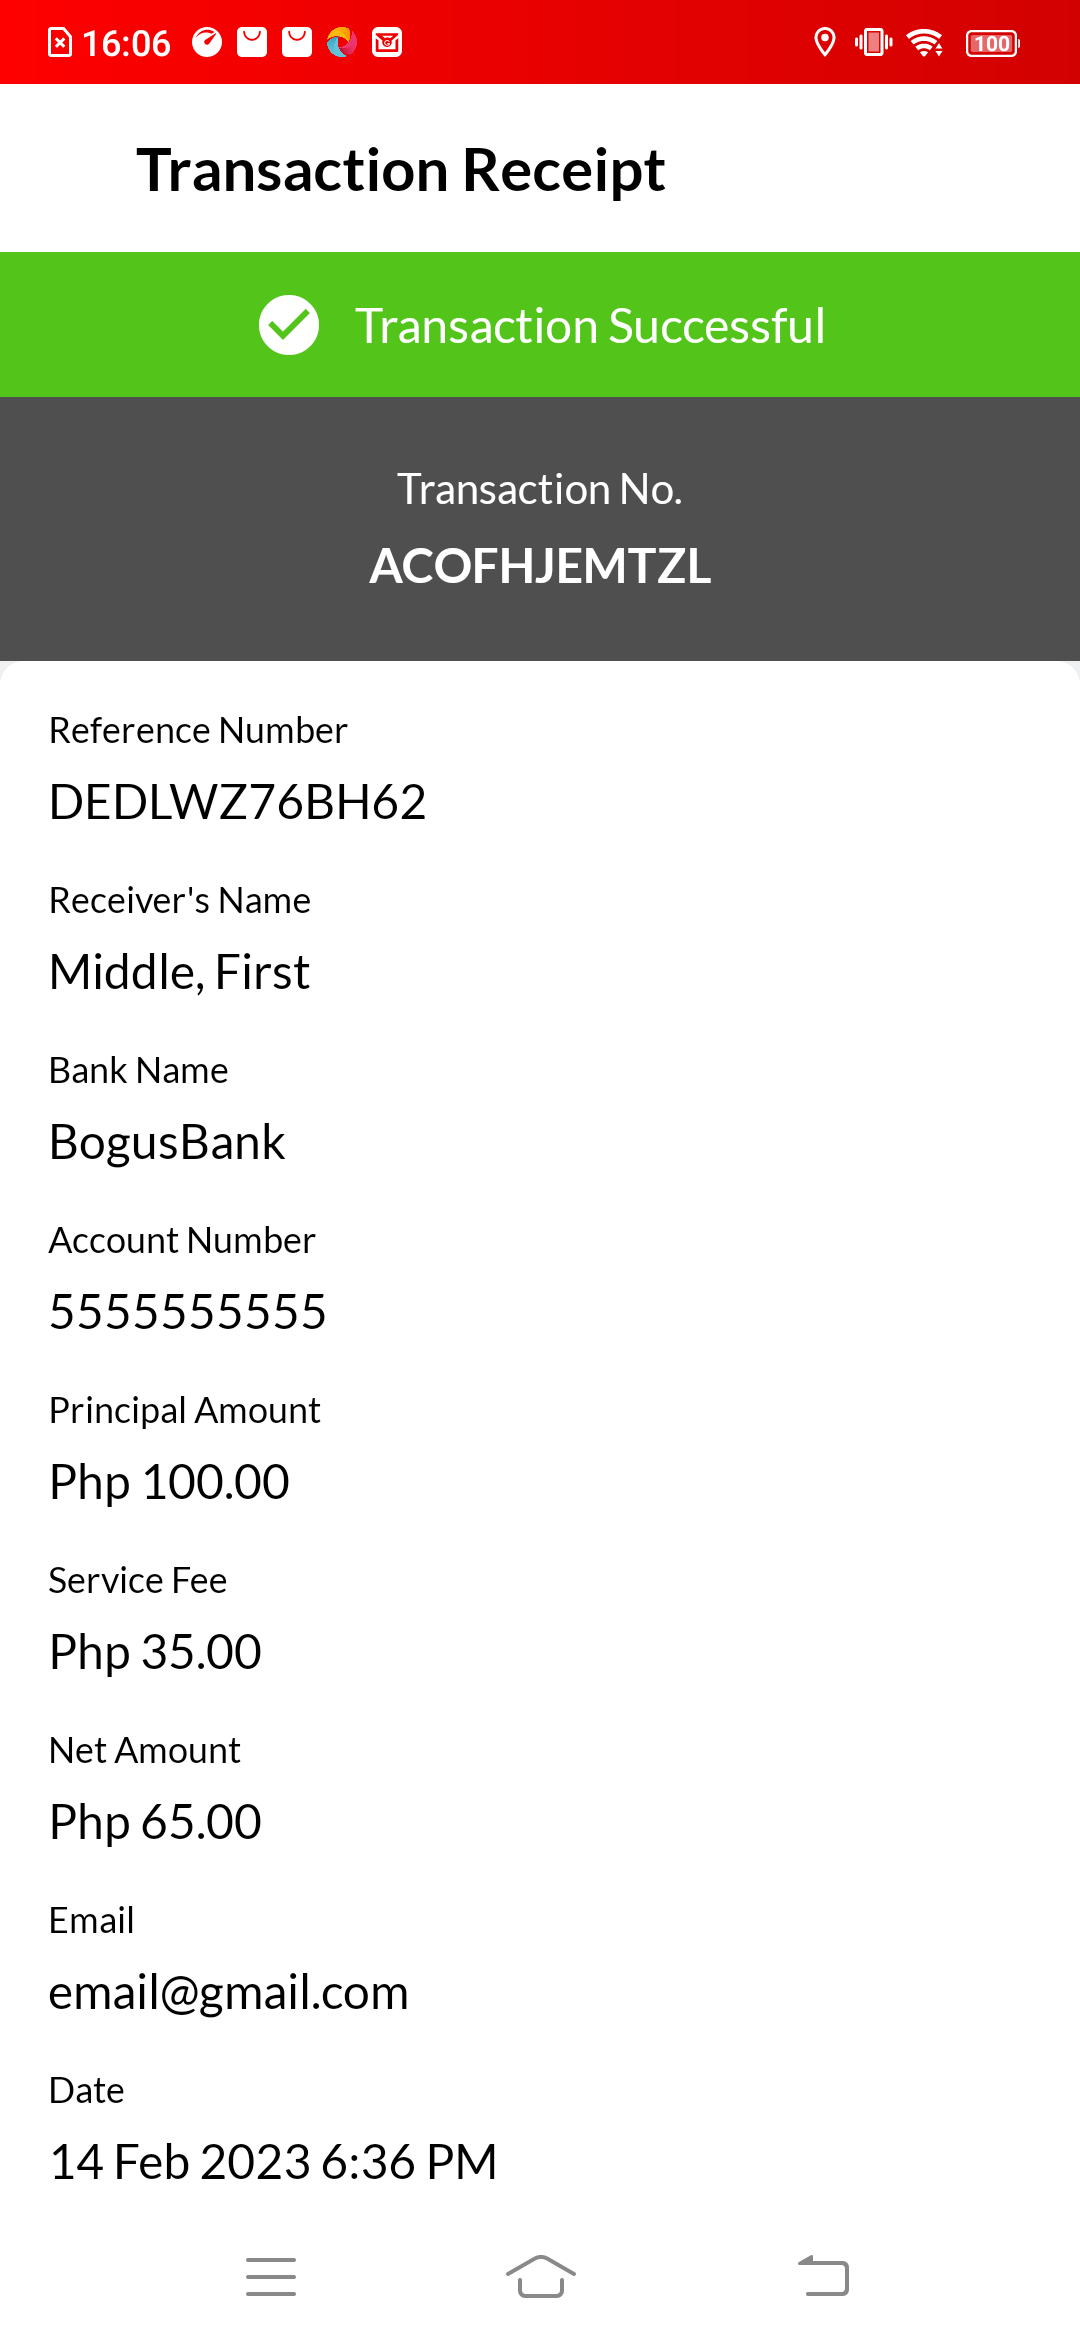 16:06
100
Transaction Receipt
Transaction Successful
Transaction No.
ACOFHJEMTZL
Reference Number
DEDLWZ76BH62
Receiver's Name
Middle, First
Bank Name
BogusBank
Account Number
5555555555
Principal Amount
Php 100.00
Service Fee
Php 35.00
Net Amount
Php 65.00
Email
email@gmail.com
Date
14 Feb 2023 6:36 PM